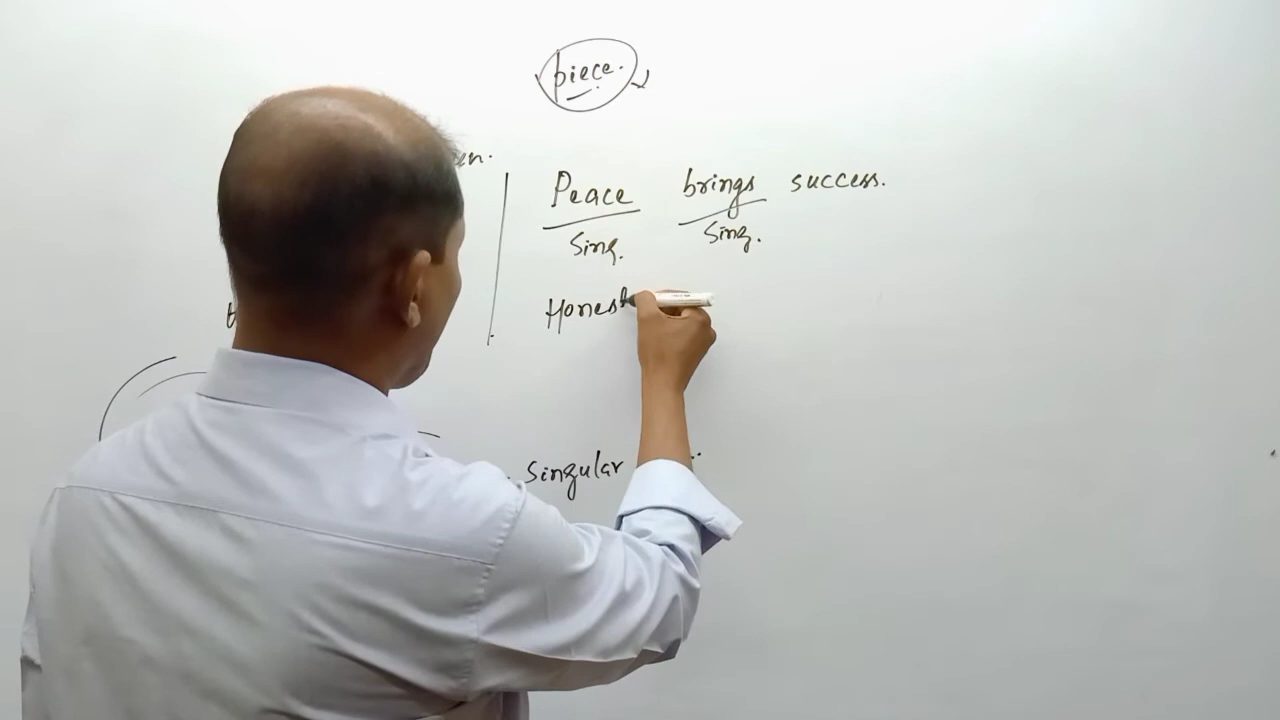 piece.
Peace brings success.
Sing. Sing.
Honest
Singular